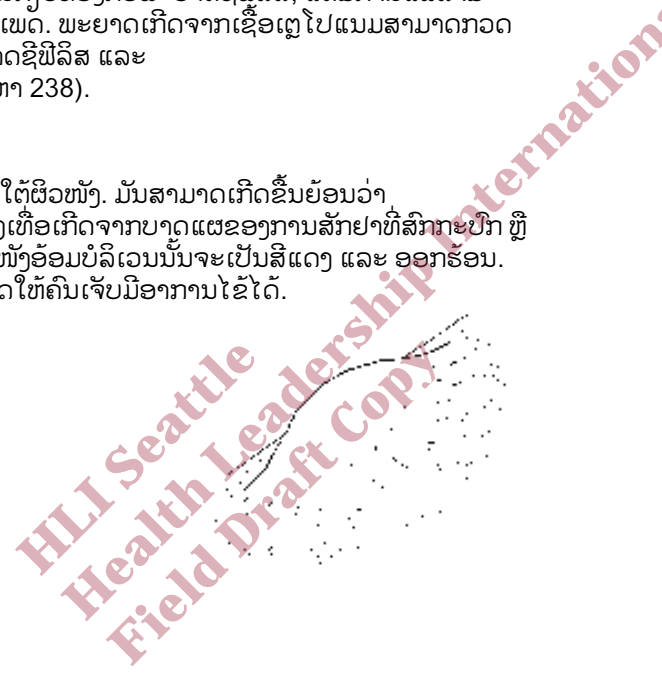 ເພດ. ພະຍາດເກີດຈາກເຊື້ອເຕຼໂປແນມສາມາດກວດ
ດຊີຟິລິສ ແລະ
ຫາ 238).
ໃຕ້ຜິວໜັງ. ມັນສາມາດເກີດຂຶ້ນຍ້ອນວ່າ
ງເທື່ອເກີດຈາກບາດແຜຂອງການສັກຢາທີ່ສົກກະປົກ ຫຼື
ໜັງອ້ອມບໍລິເວນນັ້ນຈະເປັນສີແດງ ແລະ ອອກຮ້ອນ.
ດໃຫ້ຄົນເຈັບມີອາການໄຂ້ໄດ້.
HLI Seattle
Health Leadership International
Field Draft Copy